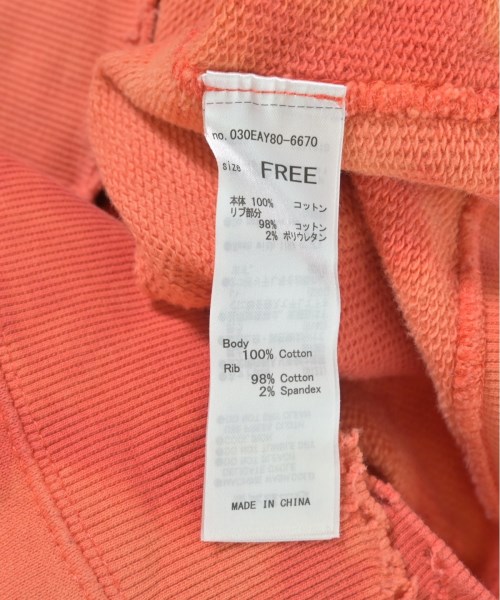 no. 030EAY80-6670
size FREE
本体 100% コットン
リブ部分
98% コットン
2% ポリウレタン
Body
100% Cotton
Rib
98% Cotton
2% Spandex
MADE IN CHINA